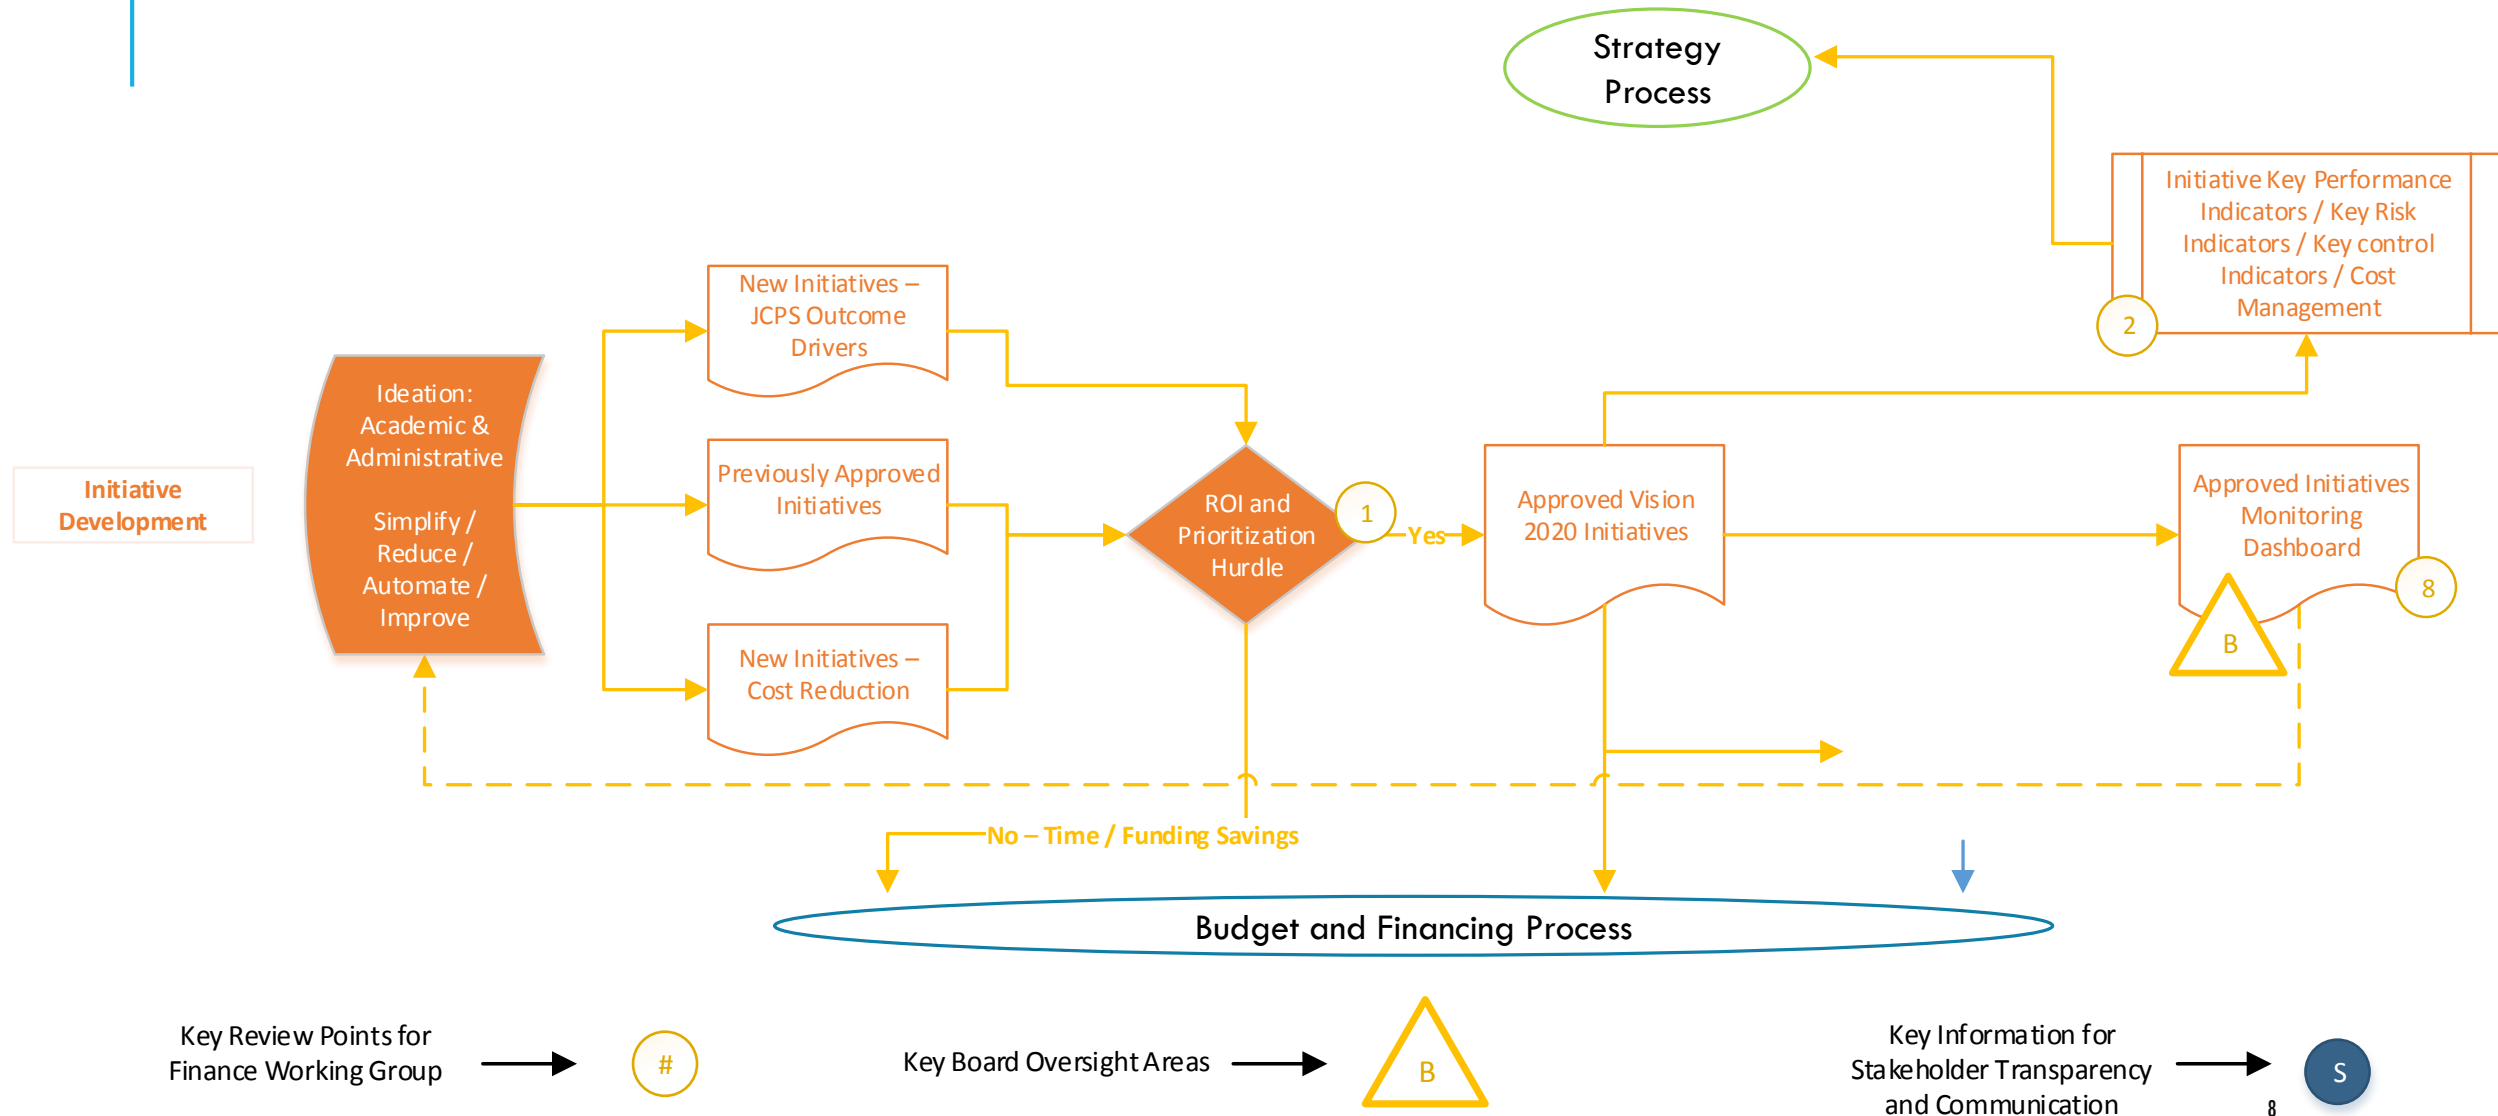 Strategy
Process
Initiative Key Performance
Indicators / Key Risk
Indicators / Key control
Indicators / Cost
Management
2
New Initiatives –
JCPS Outcome
Drivers
Ideation:
Academic &
Administrative
Simplify /
Reduce /
Automate /
Improve
Initiative
Development
Previously Approved
Initiatives
New Initiatives –
Cost Reduction
ROI and
Prioritization
Hurdle
1
Yes
Approved Vision
2020 Initiatives
Approved Initiatives
Monitoring
Dashboard
8
B
No – Time / Funding Savings
Budget and Financing Process
Key Review Points for
Finance Working Group
#
Key Board Oversight Areas
B
Key Information for
Stakeholder Transparency
and Communication
S
8